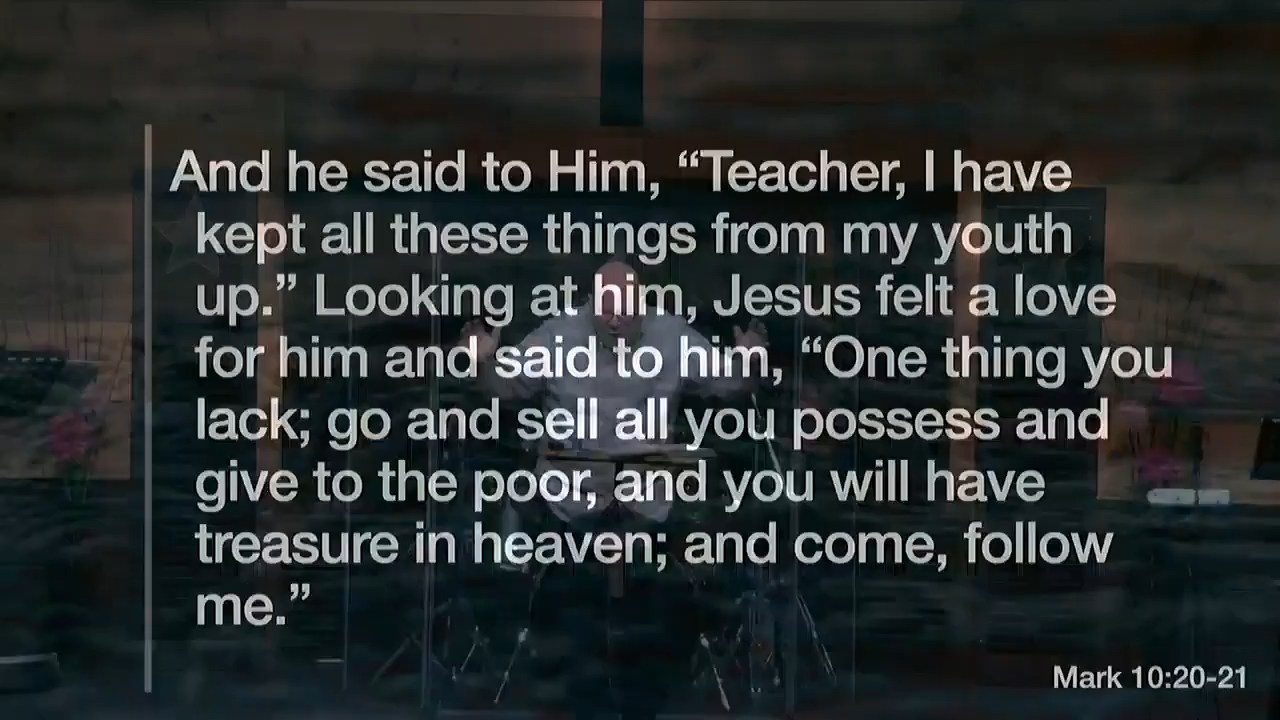 And he said to Him, “Teacher, I have
kept all these things from my youth
up.” Looking at him, Jesus felt a love
for him and said to him, “One thing you
lack; go and sell all you possess and
give to the poor, and you will have
treasure in heaven; and come, follow
me.”
Mark 10:20-21